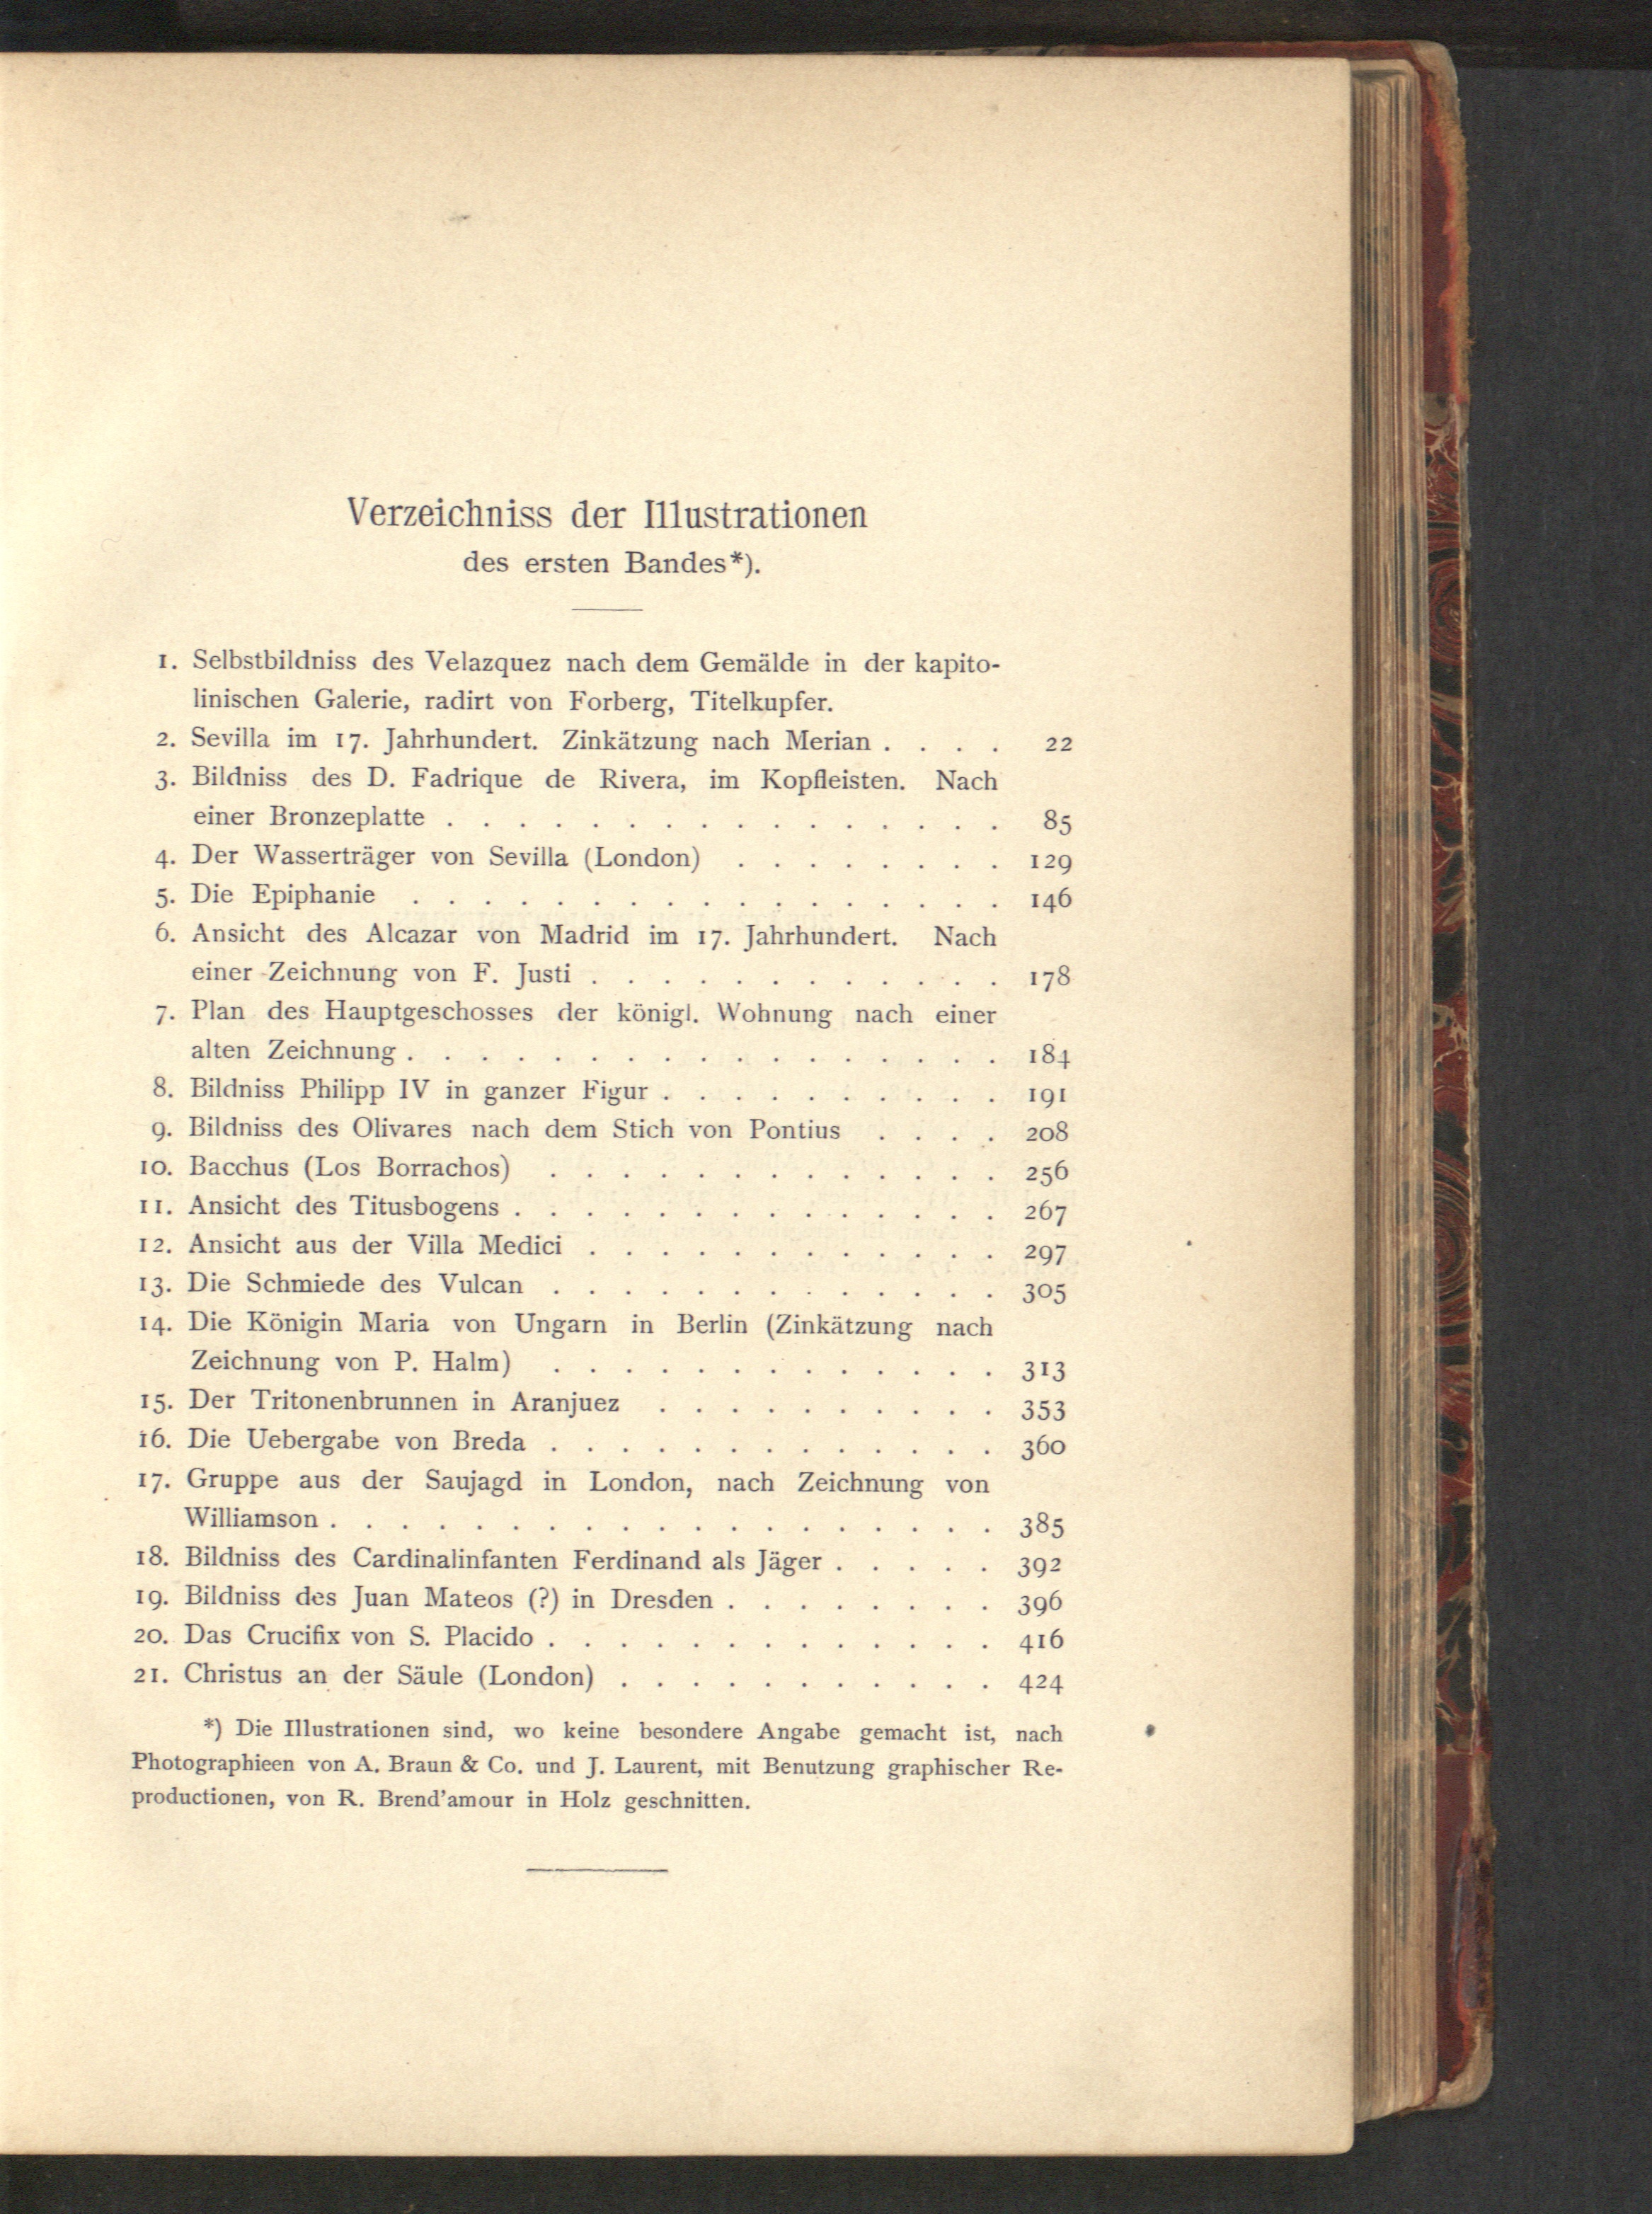 Verzeichniss der Illustrationen
des ersten Bandes*).
1. Selbstbildniss des Velazquez nach dem Gemälde in der kapito-
linischen Galerie, radirt von Forberg, Titelkupfer.
2. Sevilla im 17. Jahrhundert. Zinkätzung nach Merian . . . . 22
3. Bildniss des D. Fadrique de Rivera, im Kopfleisten. Nach
einer Bronzeplatte . . . . . . . . . . . . . . . . 85
4. Der Wasserträger von Sevilla (London) . . . . . . . . 129
5. Die Epiphanie . . . . . . . . . . . . . . . . . 146
6. Ansicht des Alcazar von Madrid im 17. Jahrhundert. Nach
einer Zeichnung von F. Justi . . . . . . . . . . . . 178
7. Plan des Hauptgeschosses der königl. Wohnung nach einer
alten Zeichnung . . . . . . . . . . . . . . . . . 184
8. Bildniss Philipp IV in ganzer Figur . . . . . . . . . . 191
9. Bildniss des Olivares nach dem Stich von Pontius . . . . 208
10. Bacchus (Los Borrachos) . . . . . . . . . . . . . 256
11. Ansicht des Titusbogens . . . . . . . . . . . . . . 267
12. Ansicht aus der Villa Medici . . . . . . . . . . . . 297
13. Die Schmiede des Vulcan . . . . . . . . . . . . . 305
14. Die Königin Maria von Ungarn in Berlin (Zinkätzung nach
Zeichnung von P. Halm) . . . . . . . . . . . . . 313
15. Der Tritonenbrunnen in Aranjuez . . . . . . . . . . 353
16. Die Uebergabe von Breda . . . . . . . . . . . . . 360
17. Gruppe aus der Saujagd in London, nach Zeichnung von
Williamson . . . . . . . . . . . . . . . . . . . 385
18. Bildniss des Cardinalinfanten Ferdinand als Jäger . . . . . 392
19. Bildniss des Juan Mateos (?) in Dresden . . . . . . . . 396
20. Das Crucifix von S. Placido . . . . . . . . . . . . . 416
21. Christus an der Säule (London) . . . . . . . . . . . 424
*) Die Illustrationen sind, wo keine besondere Angabe gemacht ist, nach
Photographieen von A. Braun & Co. und J. Laurent, mit Benutzung graphischer Re-
productionen, von R. Brend'amour in Holz geschnitten.